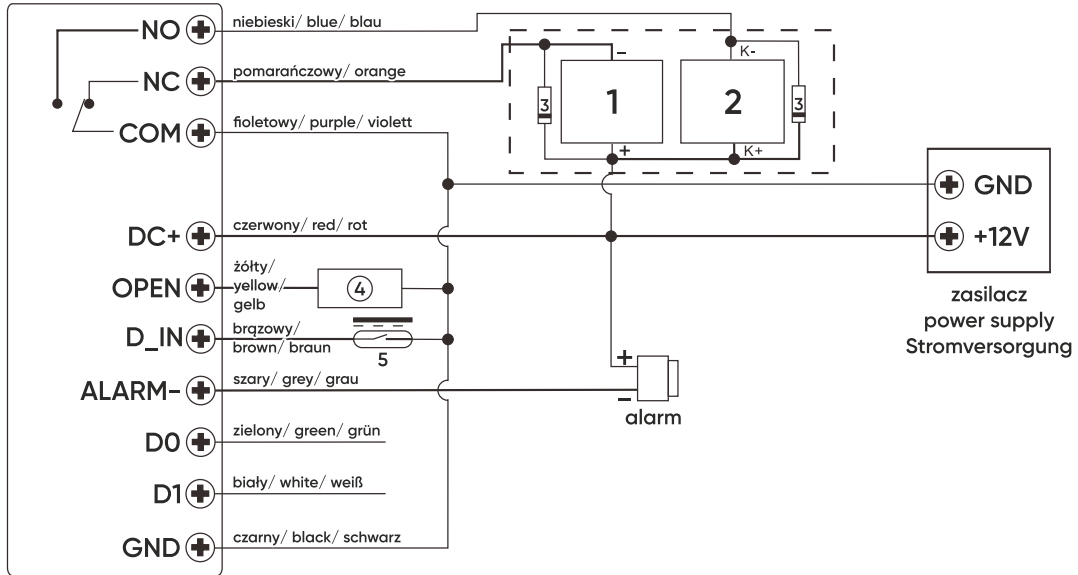 NO
niebieski/ blue/ blau
NC
pomarańczowy/ orange
COM
fioletowy/ purple/ violett
DC+
czerwony/ red/ rot
OPEN
żółty/
yellow/
gelb
4
D_IN
brązowy/
brown/ braun
5
ALARM-
szary/ grey/ grau
D0
zielony/ green/ grün
D1
biały/ white/ weiß
GND
czarny/ black/ schwarz
3
1
–
+
2
K-
K+
3
+
–
alarm
GND
+12V
zasilacz
power supply
Stromversorgung